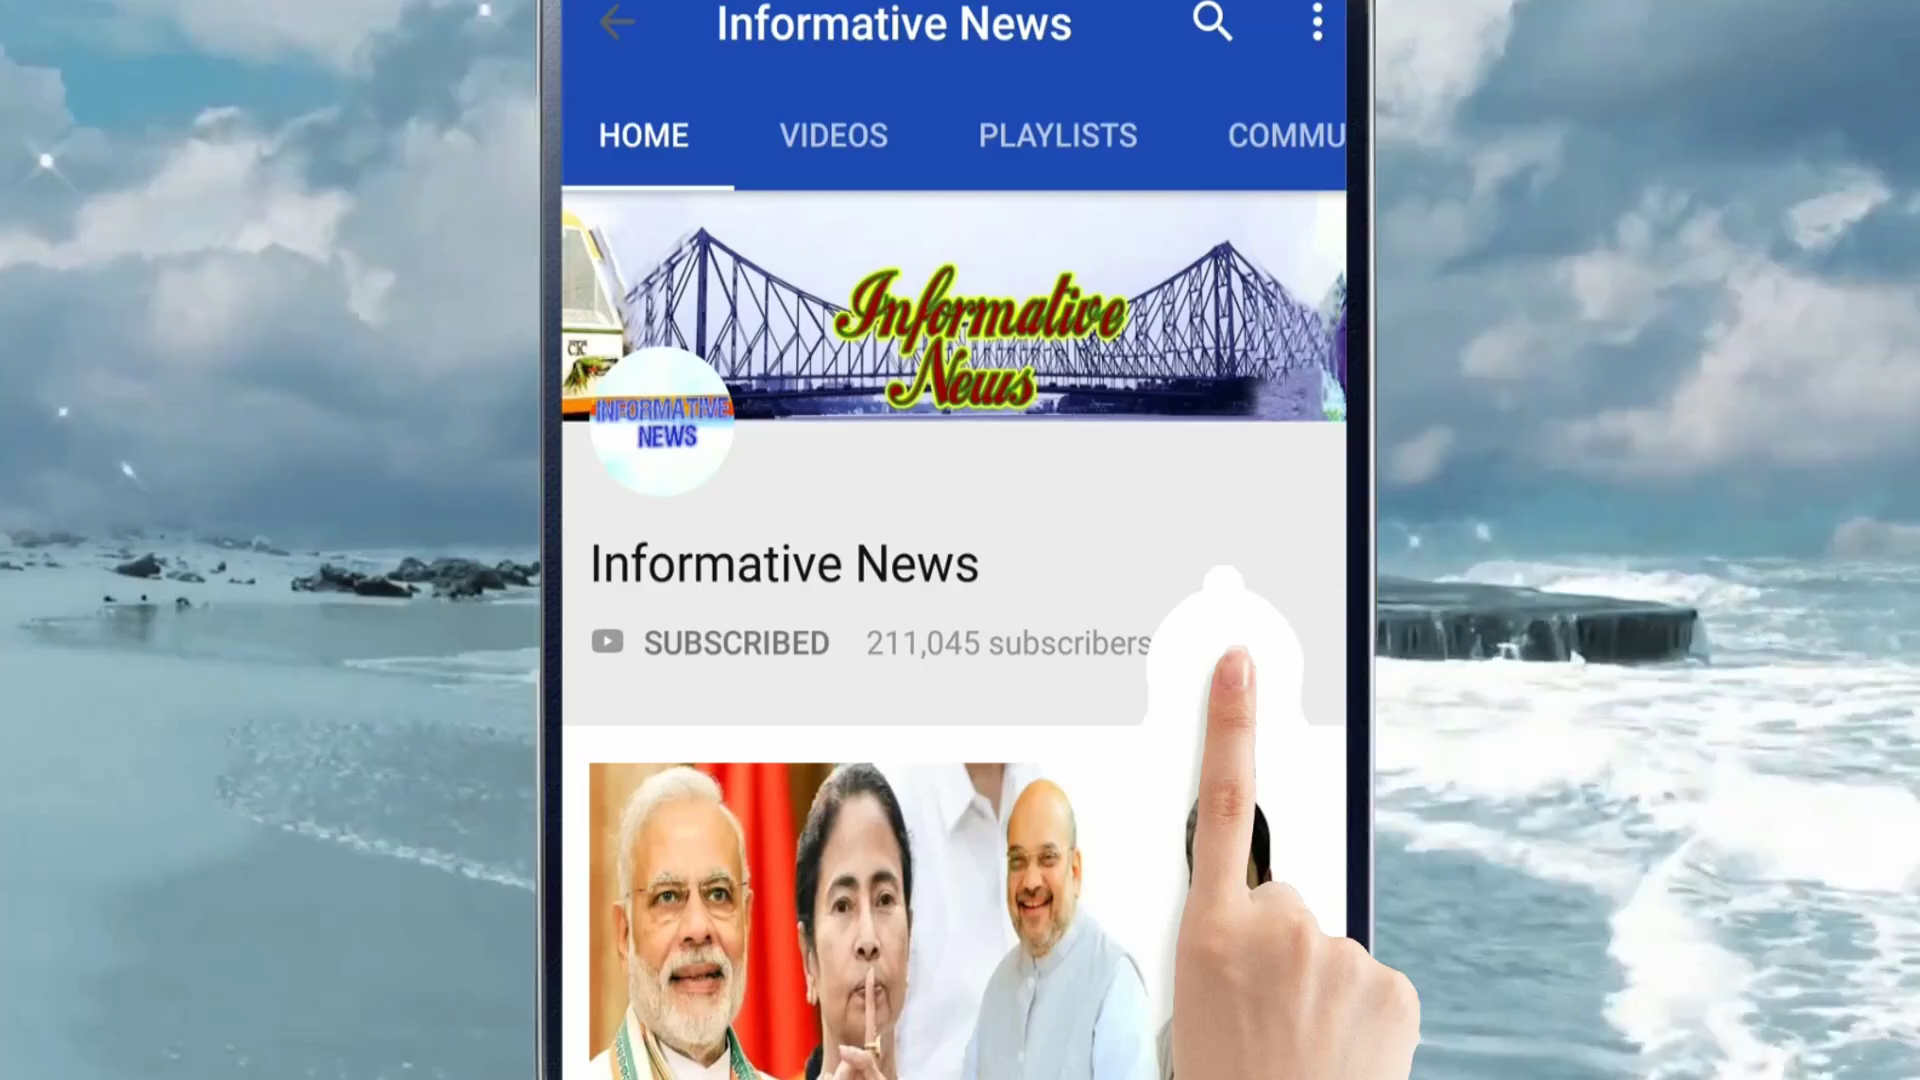 Informative News
HOME VIDEOS PLAYLISTS COMMU
Informative
News
INFORMATIVE
NEWS
Informative News
SUBSCRIBED 211,045 subscribers